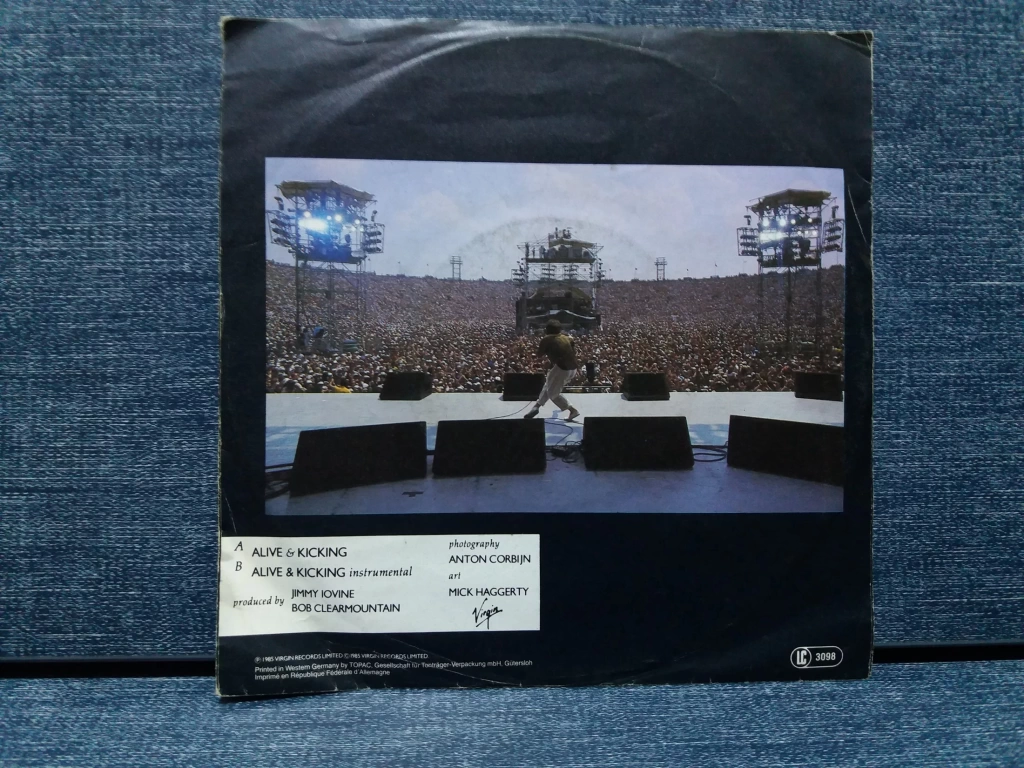 A ALIVE & KICKING
B ALIVE & KICKING instrumental
produced by JIMMY IOVINE
BOB CLEARMOUNTAIN
photography
ANTON CORBIJN
art
MICK HAGGERTY
Virgin
℗ 1985 VIRGIN RECORDS LIMITED © 1985 VIRGIN RECORDS LIMITED
Printed in Western Germany by TOPAC, Gesellschaft für Tonträger-Verpackung mbH, Gütersloh
Imprimé en République Fédérale d'Allemagne
LC 3098